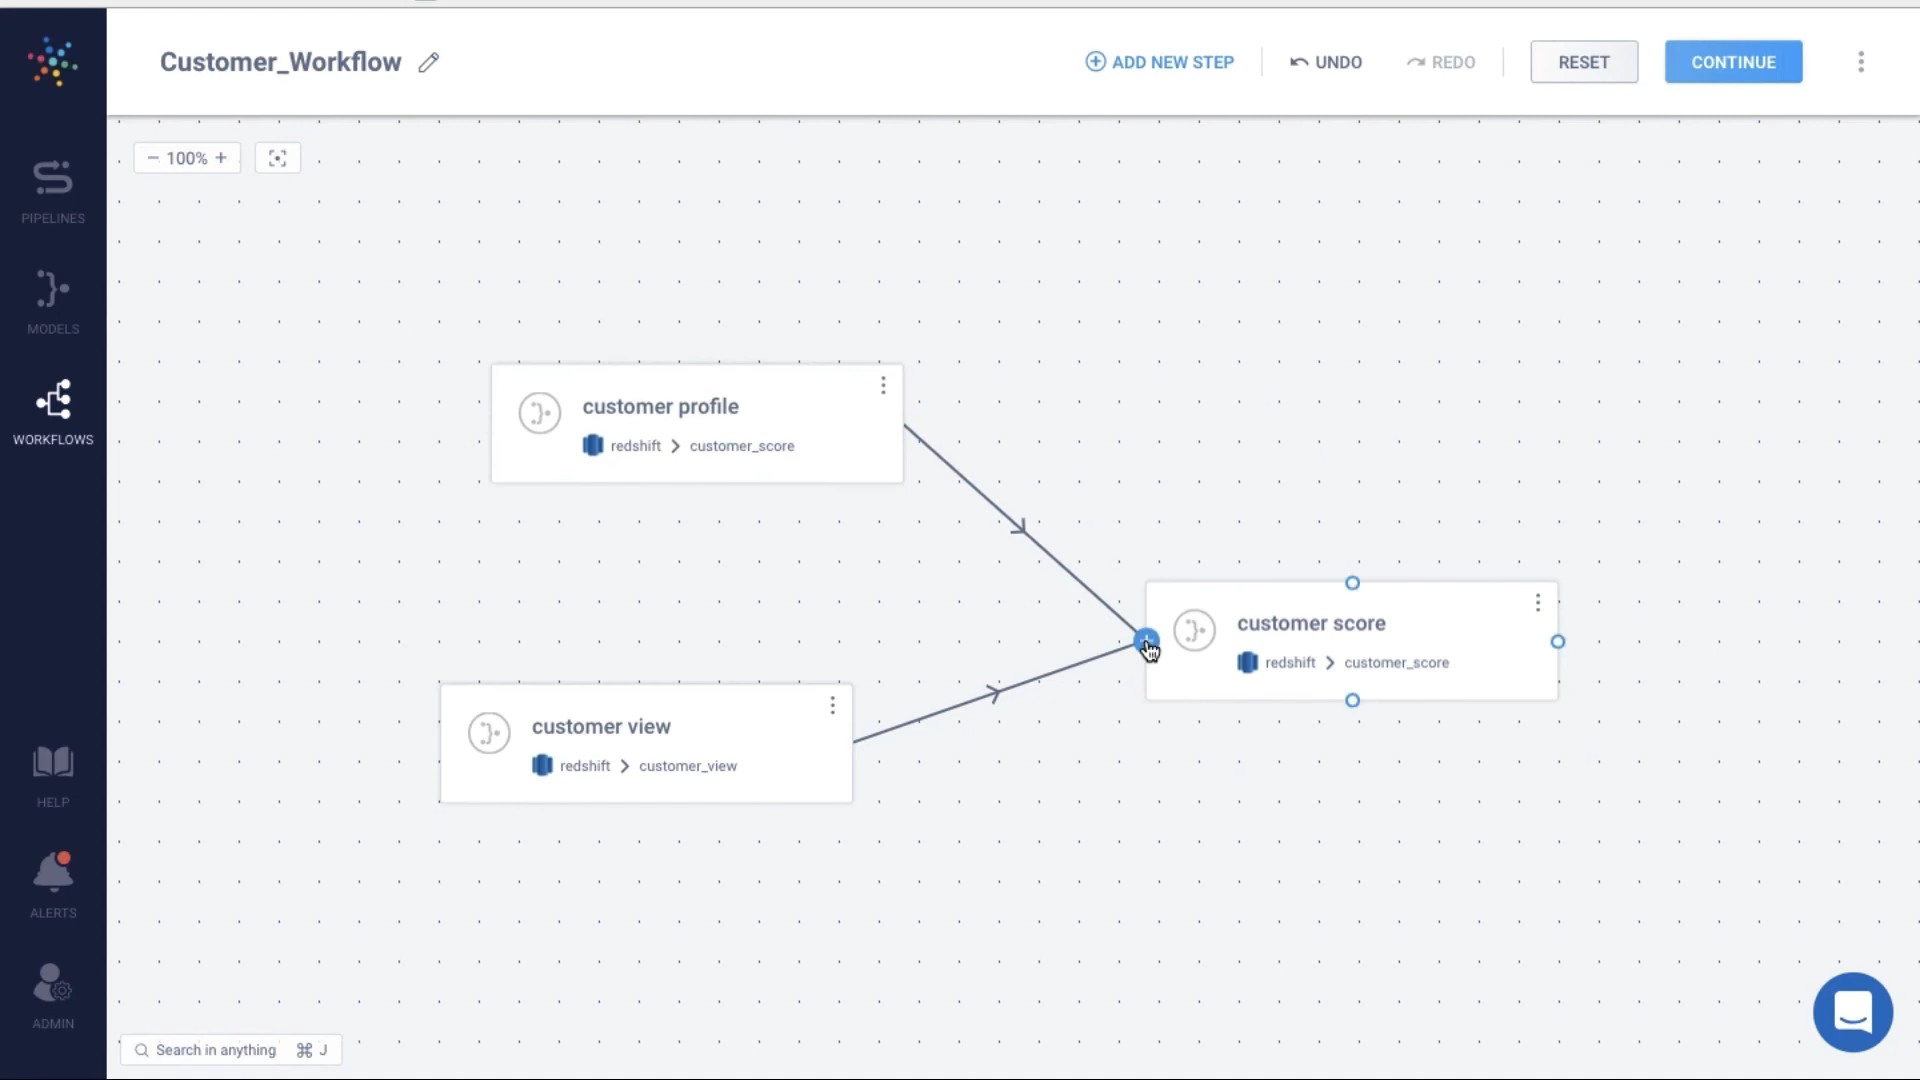 Customer_Workflow
ADD NEW STEP
UNDO
REDO
RESET
CONTINUE
− 100% +
PIPELINES
MODELS
WORKFLOWS
HELP
ALERTS
ADMIN
customer profile
redshift > customer_score
customer score
redshift > customer_score
customer view
redshift > customer_view
Search in anything ⌘ J